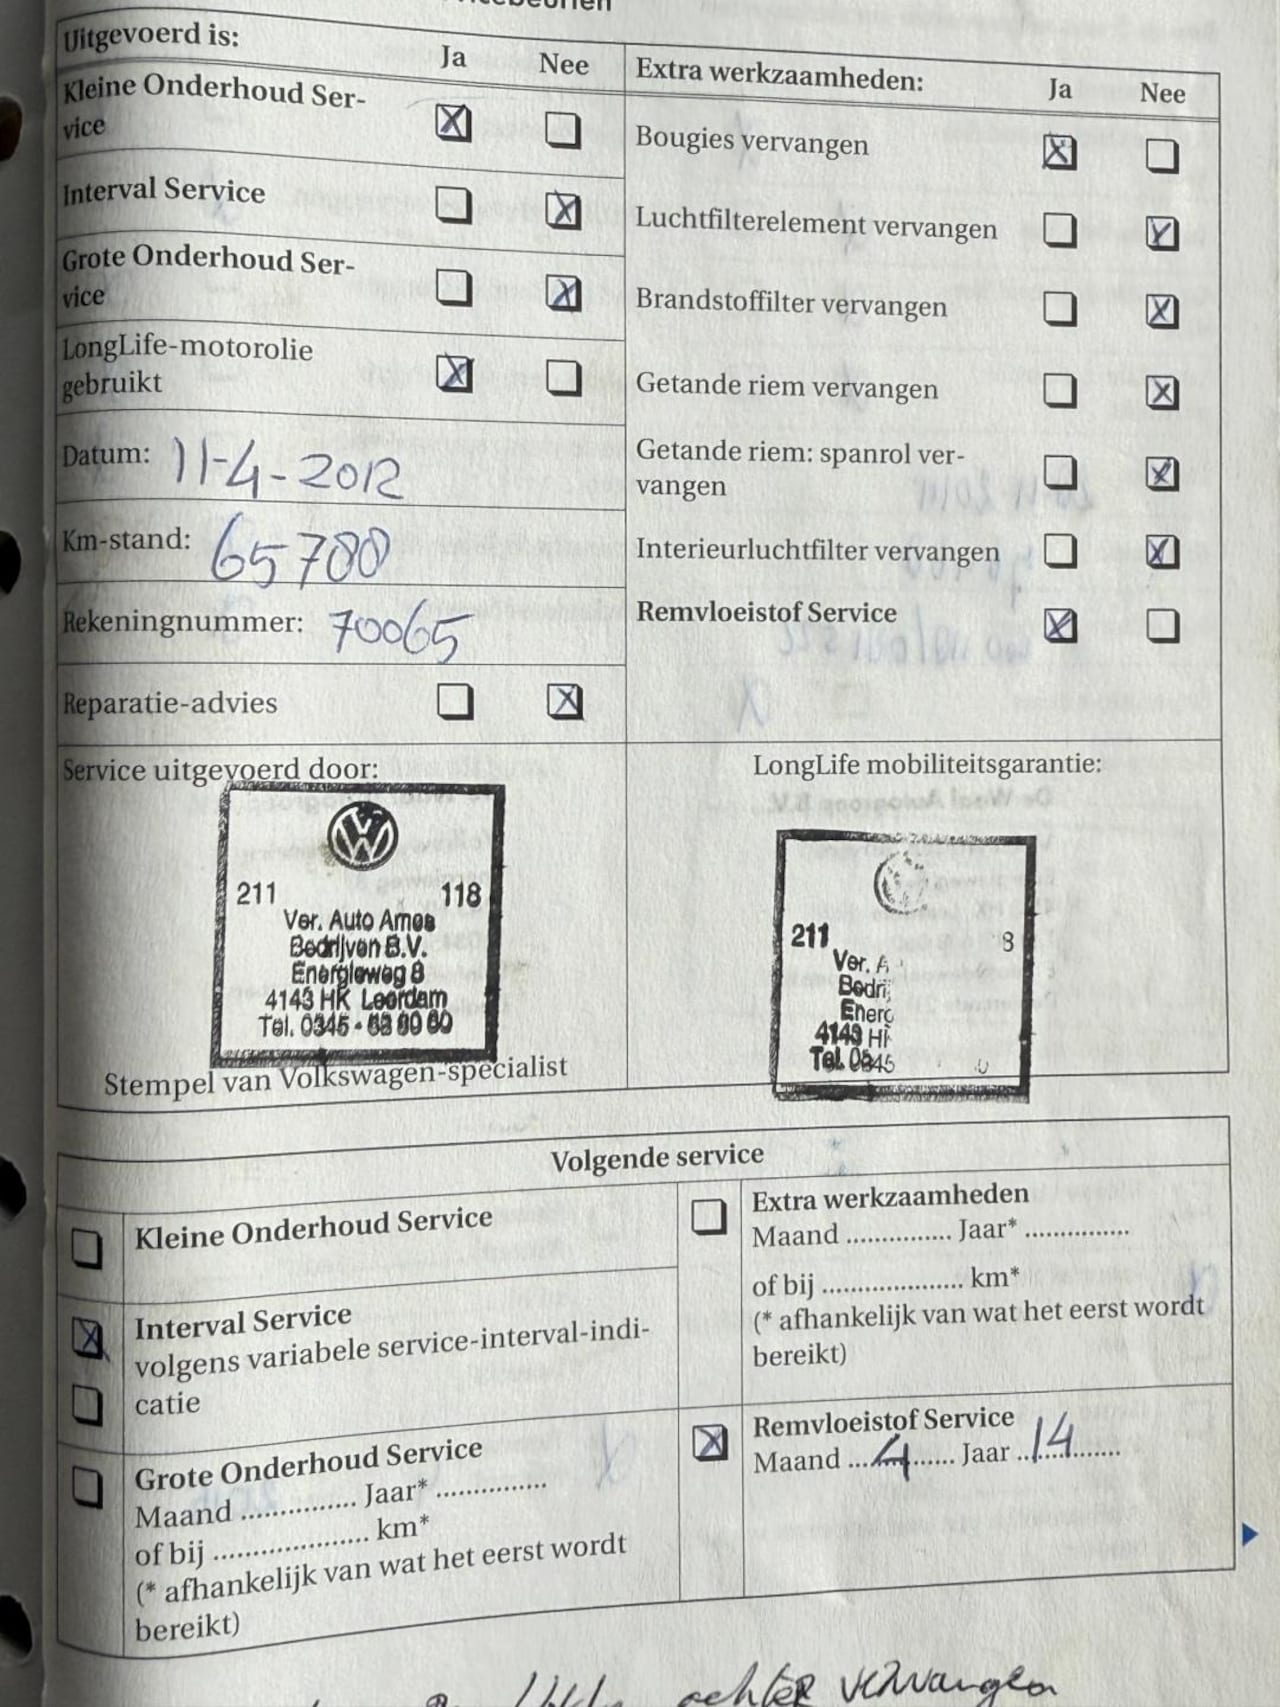 Uitgevoerd is:
Ja Nee
Kleine Onderhoud Ser-
vice
Interval Service
Grote Onderhoud Ser-
vice
LongLife-motorolie
gebruikt
Datum: 11-4-2012
Km-stand: 65700
Rekeningnummer: 70065
Reparatie-advies
Extra werkzaamheden:
Ja Nee
Bougies vervangen
Luchtfilterelement vervangen
Brandstoffilter vervangen
Getande riem vervangen
Getande riem: spanrol ver-
vangen
Interieurluchtfilter vervangen
Remvloeistof Service
Service uitgevoerd door:
211 118
Ver. Auto Amos
Bedrijven B.V.
Energieweg 8
4143 HK Leerdam
Tel. 0345 -
Stempel van Volkswagen-specialist
LongLife mobiliteitsgarantie:
211 8
Ver. A
Bedrij
Energ
4143 H
Tel. 0345
Volgende service
Kleine Onderhoud Service
Interval Service
volgens variabele service-interval-indi-
catie
Grote Onderhoud Service
Maand ............... Jaar* ...............
of bij .................... km*
(* afhankelijk van wat het eerst wordt
bereikt)
Extra werkzaamheden
Maand .............. Jaar* ..............
of bij ................... km*
(* afhankelijk van wat het eerst wordt
bereikt)
Remvloeistof Service
Maand ...4...... Jaar ..14.......
achter vervangen